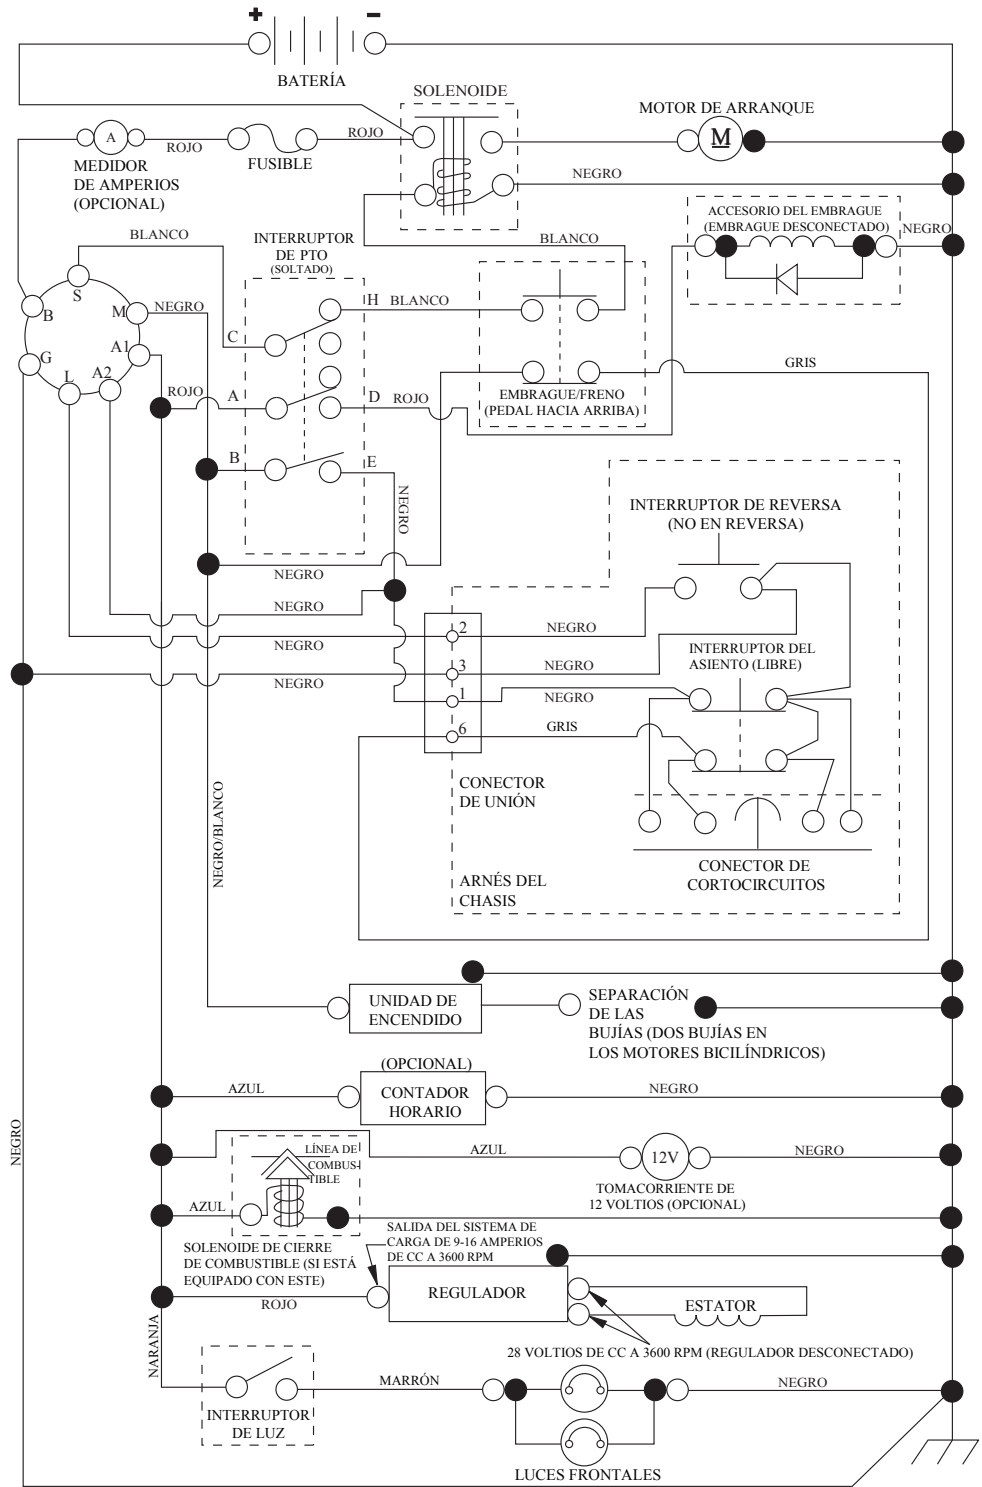 +
−
BATERÍA
SOLENOIDE
MOTOR DE ARRANQUE
A
ROJO
FUSIBLE
ROJO
M
MEDIDOR
DE AMPERIOS
(OPCIONAL)
NEGRO
ACCESORIO DEL EMBRAGUE
(EMBRAGUE DESCONECTADO)
NEGRO
BLANCO
INTERRUPTOR
DE PTO
(SOLTADO)
BLANCO
S
B
M
NEGRO
H
BLANCO
C
A1
G
L
A2
GRIS
ROJO
A
D
ROJO
EMBRAGUE/FRENO
(PEDAL HACIA ARRIBA)
B
E
NEGRO
INTERRUPTOR DE REVERSA
(NO EN REVERSA)
NEGRO
NEGRO
2
NEGRO
NEGRO
INTERRUPTOR DEL
ASIENTO (LIBRE)
3
NEGRO
NEGRO
1
NEGRO
6
GRIS
CONECTOR
DE UNIÓN
NEGRO/BLANCO
CONECTOR DE
CORTOCIRCUITOS
ARNÉS DEL
CHASIS
UNIDAD DE
ENCENDIDO
SEPARACIÓN
DE LAS
BUJÍAS (DOS BUJÍAS EN
LOS MOTORES BICILÍNDRICOS)
(OPCIONAL)
AZUL
CONTADOR
HORARIO
NEGRO
NEGRO
LÍNEA DE
COMBUS-
TIBLE
AZUL
12V
NEGRO
TOMACORRIENTE DE
12 VOLTIOS (OPCIONAL)
AZUL
SALIDA DEL SISTEMA DE
CARGA DE 9-16 AMPERIOS
DE CC A 3600 RPM
SOLENOIDE DE CIERRE
DE COMBUSTIBLE (SI ESTÁ
EQUIPADO CON ESTE)
REGULADOR
ROJO
ESTATOR
NARANJA
28 VOLTIOS DE CC A 3600 RPM (REGULADOR DESCONECTADO)
MARRÓN
NEGRO
INTERRUPTOR
DE LUZ
LUCES FRONTALES